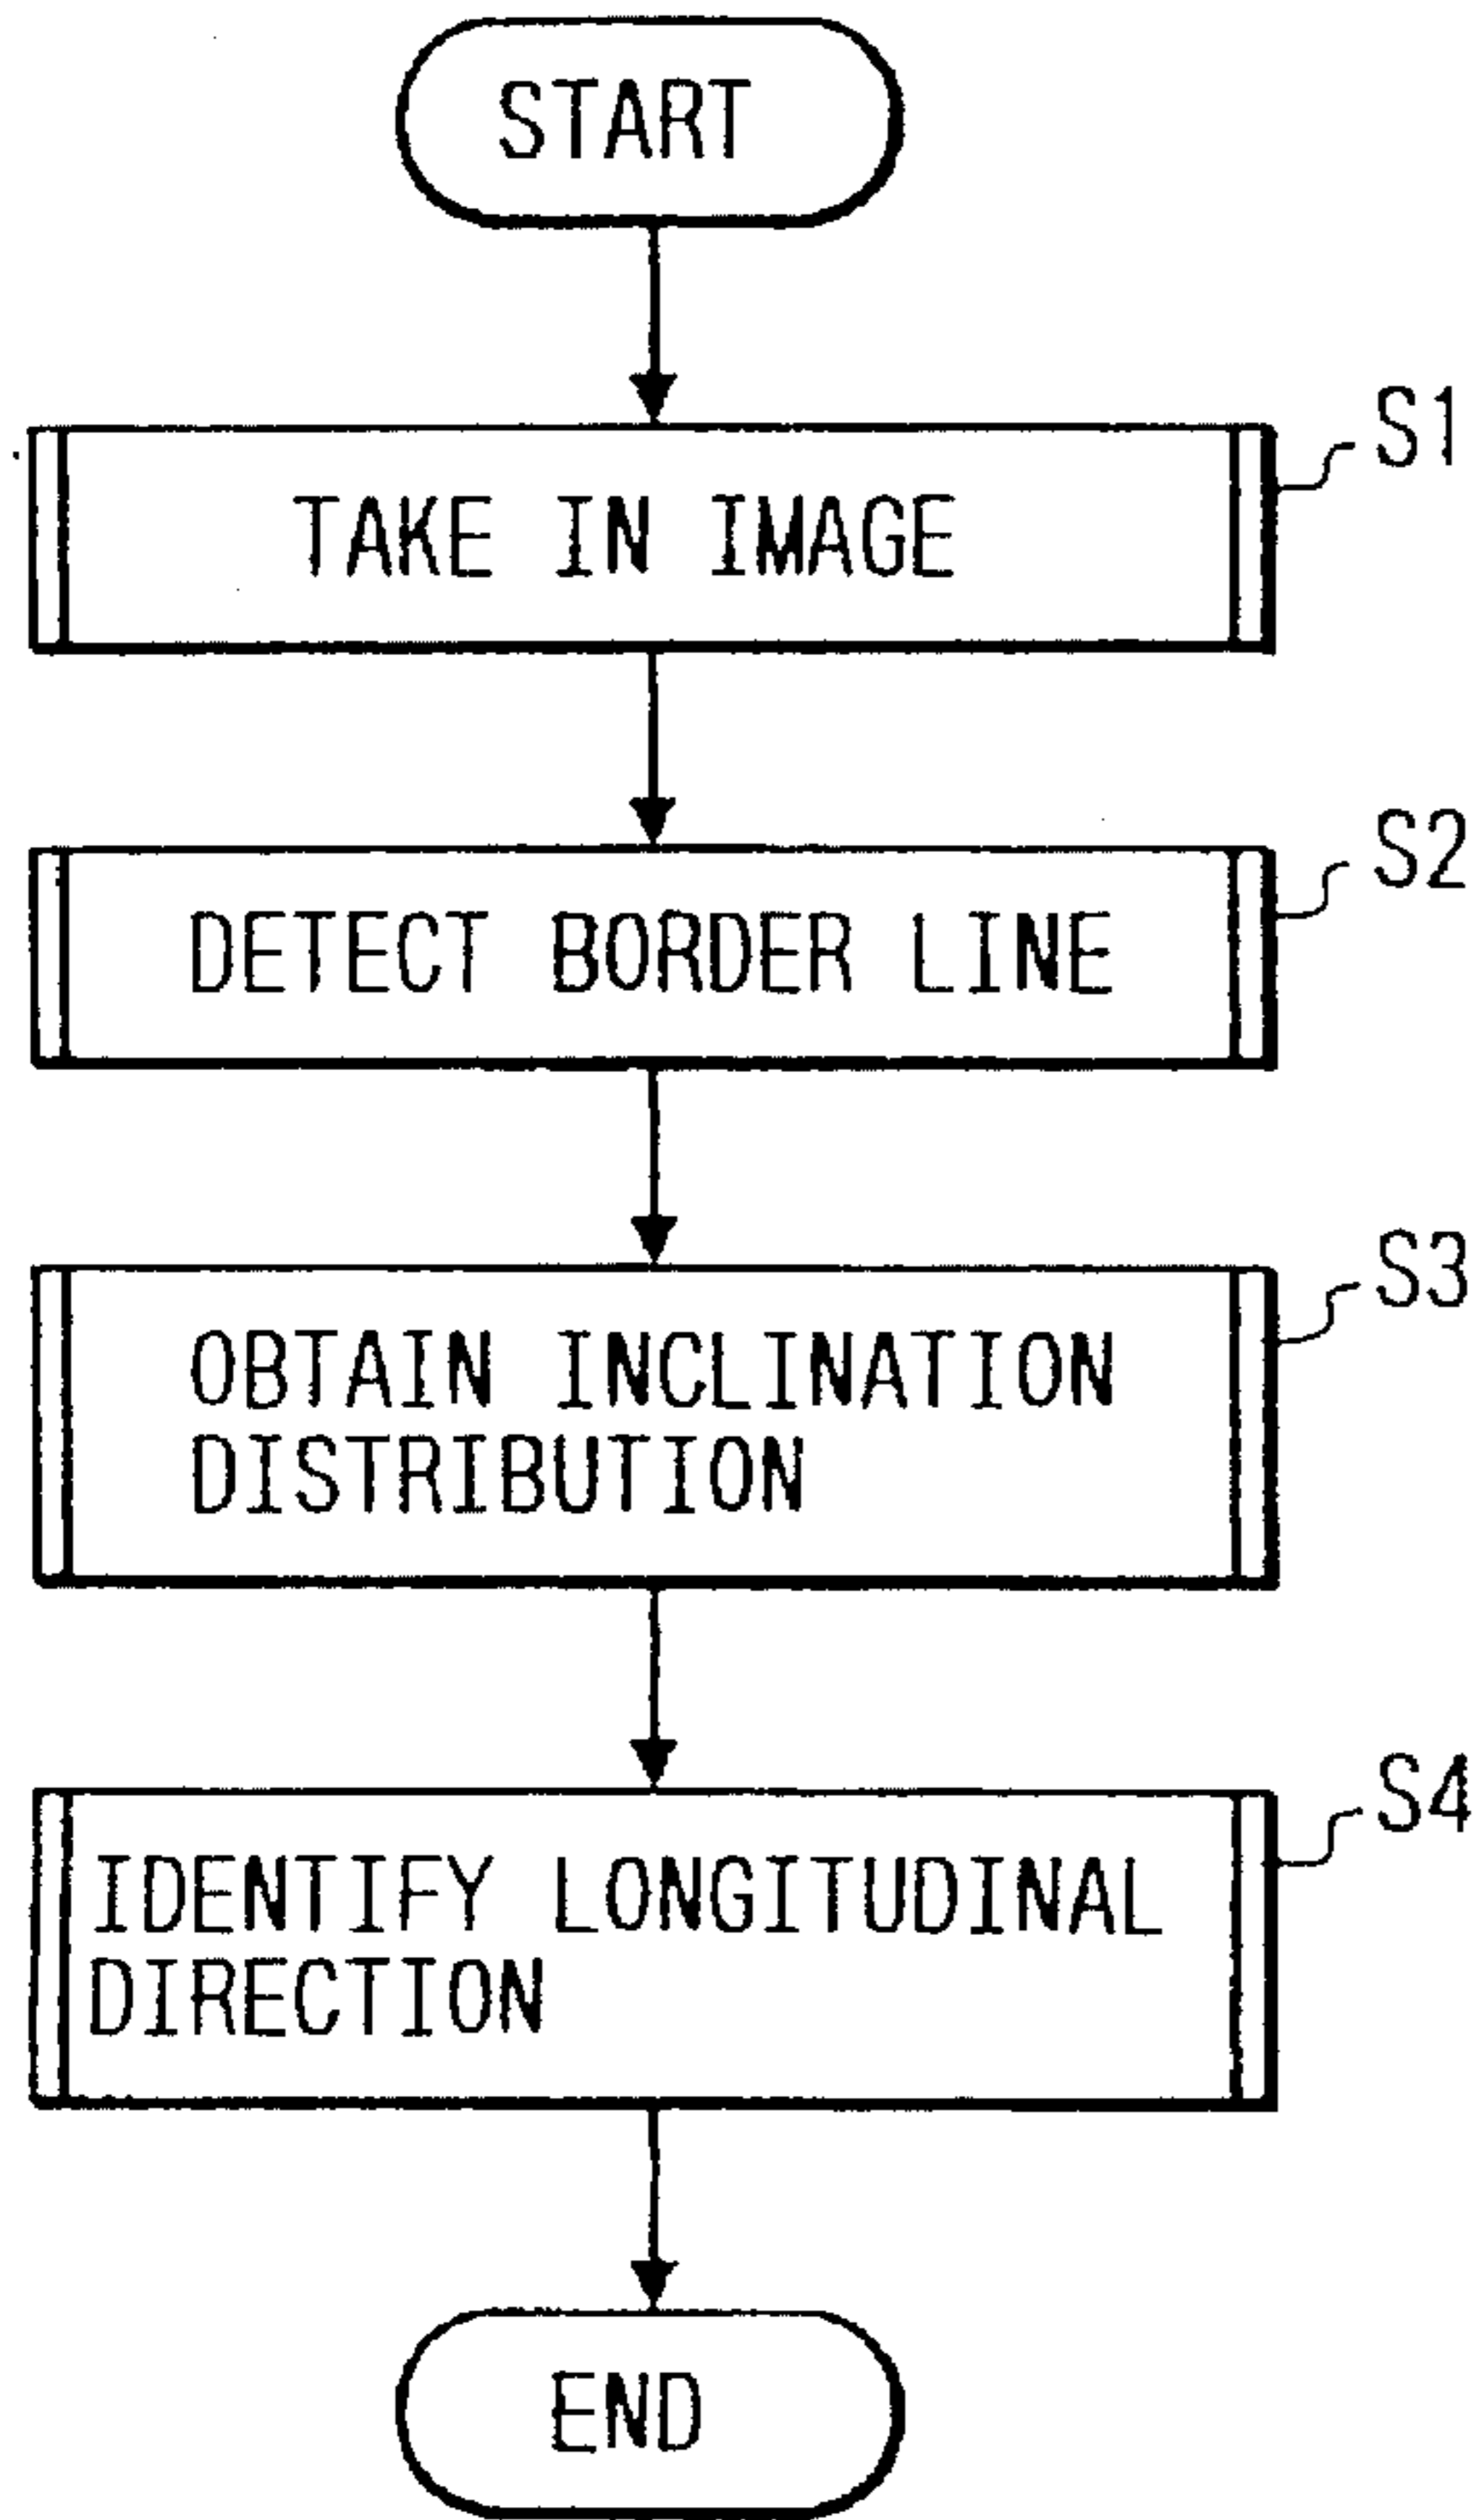 START
S1
TAKE IN IMAGE
S2
DETECT BORDER LINE
S3
OBTAIN INCLINATION
DISTRIBUTION
S4
IDENTIFY LONGITUDINAL
DIRECTION
END